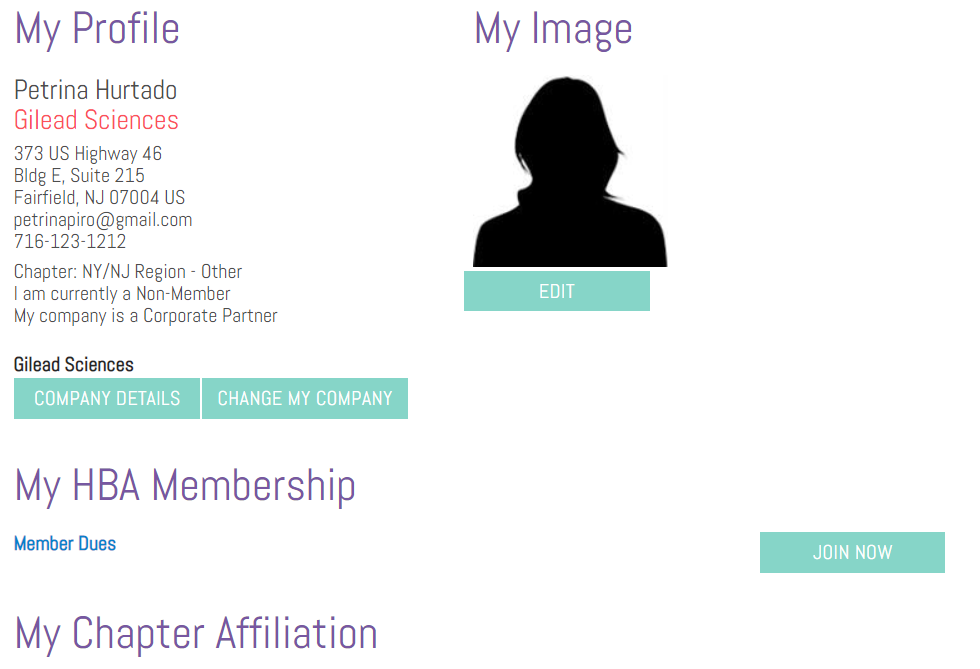 My Profile
My Image
Petrina Hurtado
Gilead Sciences
373 US Highway 46
Bldg E, Suite 215
Fairfield, NJ 07004 US
petrinapiro@gmail.com
716-123-1212
Chapter: NY/NJ Region - Other
I am currently a Non-Member
My company is a Corporate Partner
EDIT
Gilead Sciences
COMPANY DETAILS
CHANGE MY COMPANY
My HBA Membership
Member Dues
JOIN NOW
My Chapter Affiliation